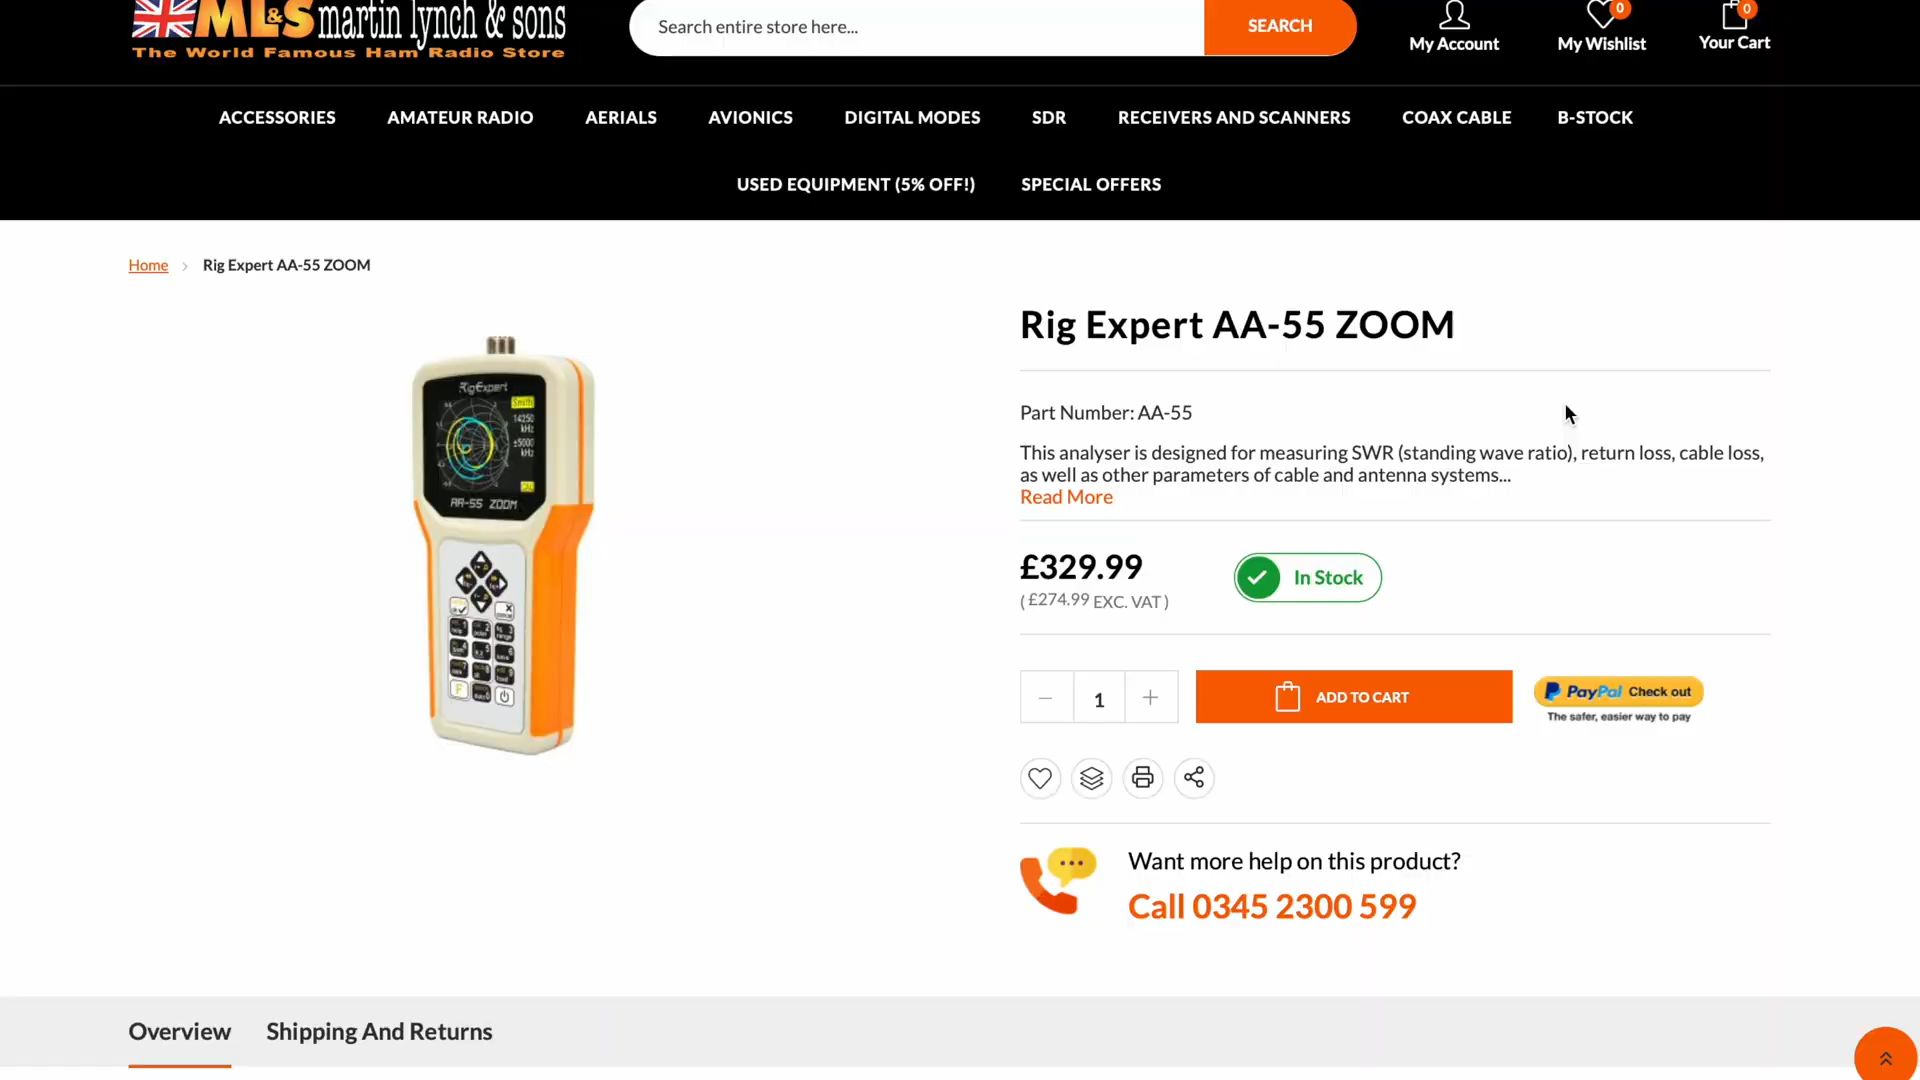 ML&S martin lynch & sons
The World Famous Ham Radio Store
Search entire store here...
SEARCH
0
My Account
0
My Wishlist
Your Cart
ACCESSORIES
AMATEUR RADIO
AERIALS
AVIONICS
DIGITAL MODES
SDR
RECEIVERS AND SCANNERS
COAX CABLE
B-STOCK
USED EQUIPMENT (5% OFF!)
SPECIAL OFFERS
Home
Rig Expert AA-55 ZOOM
RigExpert
Smith
14250
kHz
±5000
kHz
AA-55 ZOOM
Rig Expert AA-55 ZOOM
Part Number: AA-55
This analyser is designed for measuring SWR (standing wave ratio), return loss, cable loss,
as well as other parameters of cable and antenna systems...
Read More
£329.99
In Stock
( £274.99 EXC. VAT )
1
ADD TO CART
PayPal Check out
The safer, easier way to pay
Want more help on this product?
Call 0345 2300 599
Overview
Shipping And Returns